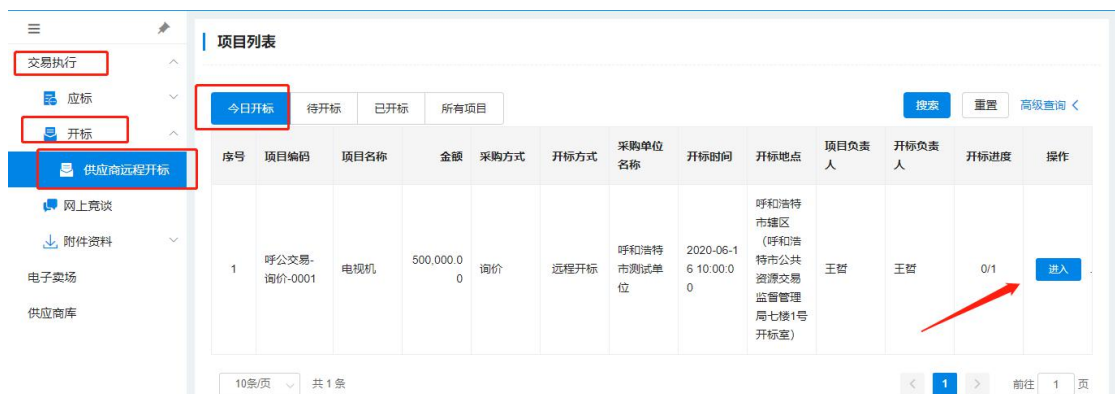 项目列表
交易执行
应标
开标
供应商远程开标
网上竞谈
附件资料
电子卖场
供应商库
今日开标 待开标 已开标 所有项目 搜索 重置 高级查询
序号 项目编码 项目名称 金额 采购方式 开标方式 采购单位名称 开标时间 开标地点 项目负责人 开标负责人 开标进度 操作
1
呼公交易-
询价-0001
电视机
500,000.0
0
询价
远程开标
呼和浩特
市测试单
位
2020-06-1
6 10:00:0
0
呼和浩特
市辖区
（呼和浩
特市公共
资源交易
监督管理
局七楼1号
开标室）
王哲
王哲
0/1
进入
10条/页 共 1 条 1 前往 1 页